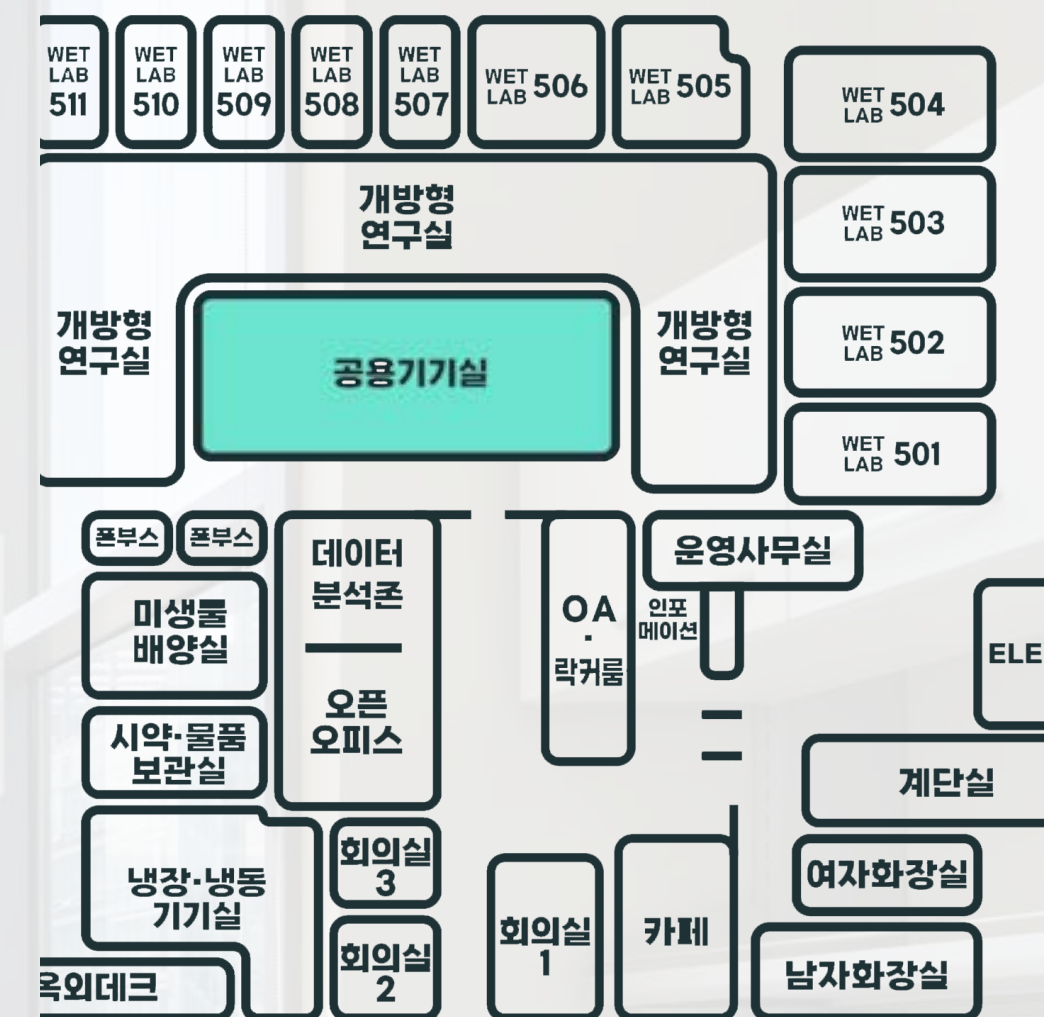 WET
LAB
511
WET
LAB
510
WET
LAB
509
WET
LAB
508
WET
LAB
507
WET
LAB 506
WET
LAB 505
WET
LAB 504
개방형
연구실
WET
LAB 503
개방형
연구실
공용기기실
개방형
연구실
WET
LAB 502
WET
LAB 501
폰부스
폰부스
데이터
분석존
오픈
오피스
OA
·
락커룸
운영사무실
인포
메이션
미생물
배양실
시약·물품
보관실
ELE
계단실
냉장·냉동
기기실
회의실
3
회의실
2
회의실
1
카페
여자화장실
남자화장실
옥외데크